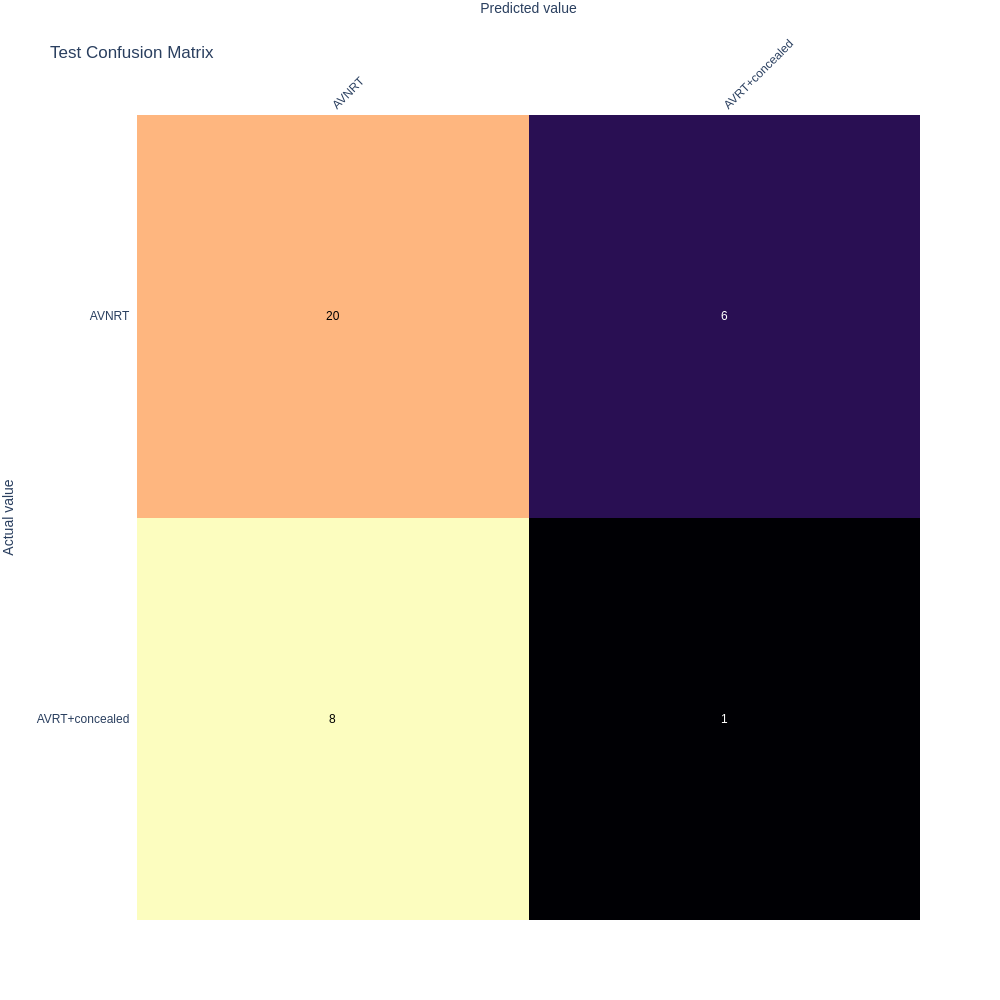 Predicted value
Test Confusion Matrix
AVNRT
AVRT+concealed
AVNRT
20
6
Actual value
AVRT+concealed
8
1